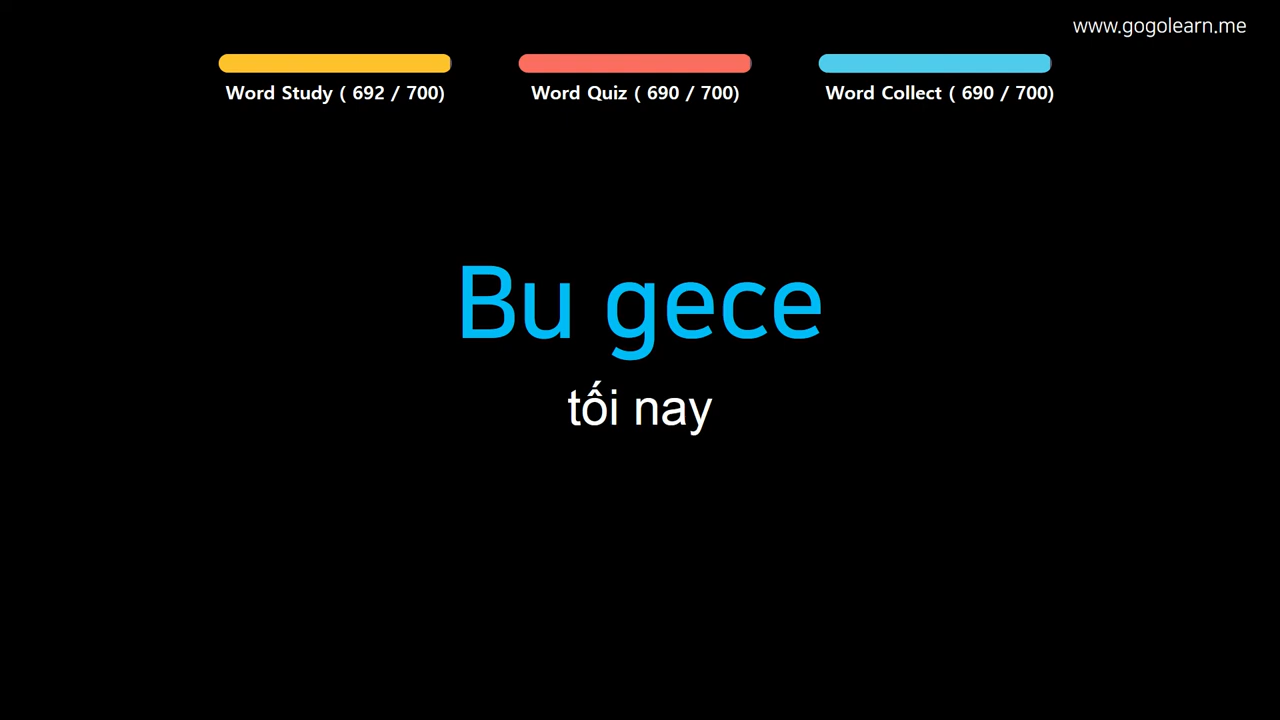 www.gogolearn.me
Word Study ( 692 / 700)
Word Quiz ( 690 / 700)
Word Collect ( 690 / 700)
Bu gece
tối nay